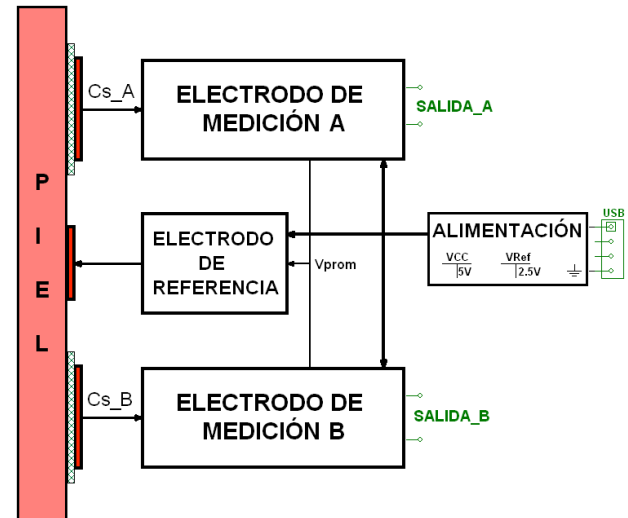 PIEL
Cs_A
ELECTRODO DE
MEDICIÓN A
SALIDA_A
ELECTRODO
DE
REFERENCIA
Vprom
ALIMENTACIÓN
VCC
5V
VRef
2.5V
USB
Cs_B
ELECTRODO DE
MEDICIÓN B
SALIDA_B